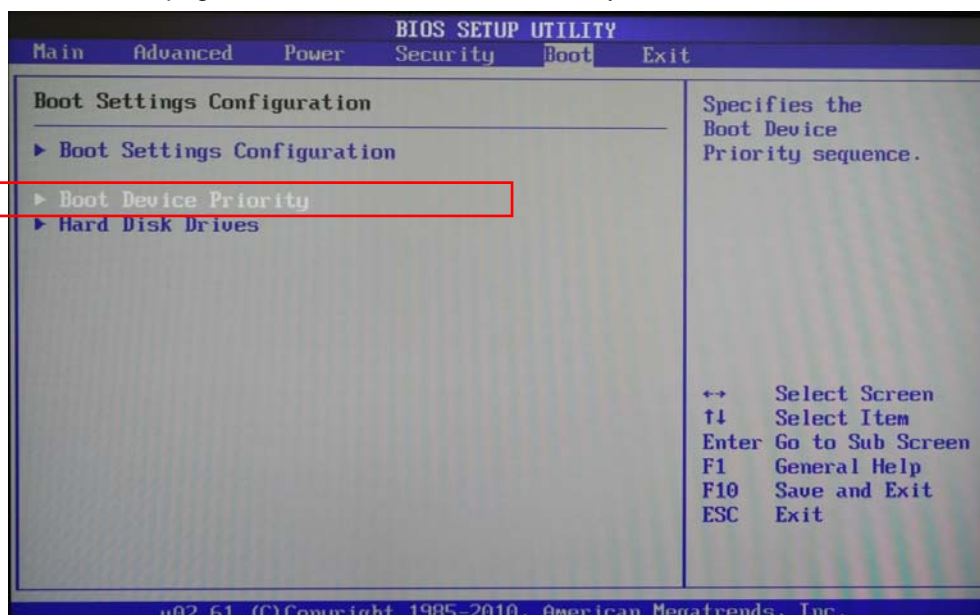 BIOS SETUP UTILITY
Main Advanced Power Security Boot Exit
Boot Settings Configuration
▶ Boot Settings Configuration
▶ Boot Device Priority
▶ Hard Disk Drives
Specifies the
Boot Device
Priority sequence.
←→ Select Screen
↑↓ Select Item
Enter Go to Sub Screen
F1 General Help
F10 Save and Exit
ESC Exit
v02.61 (C)Copyright 1985-2010, American Megatrends, Inc.